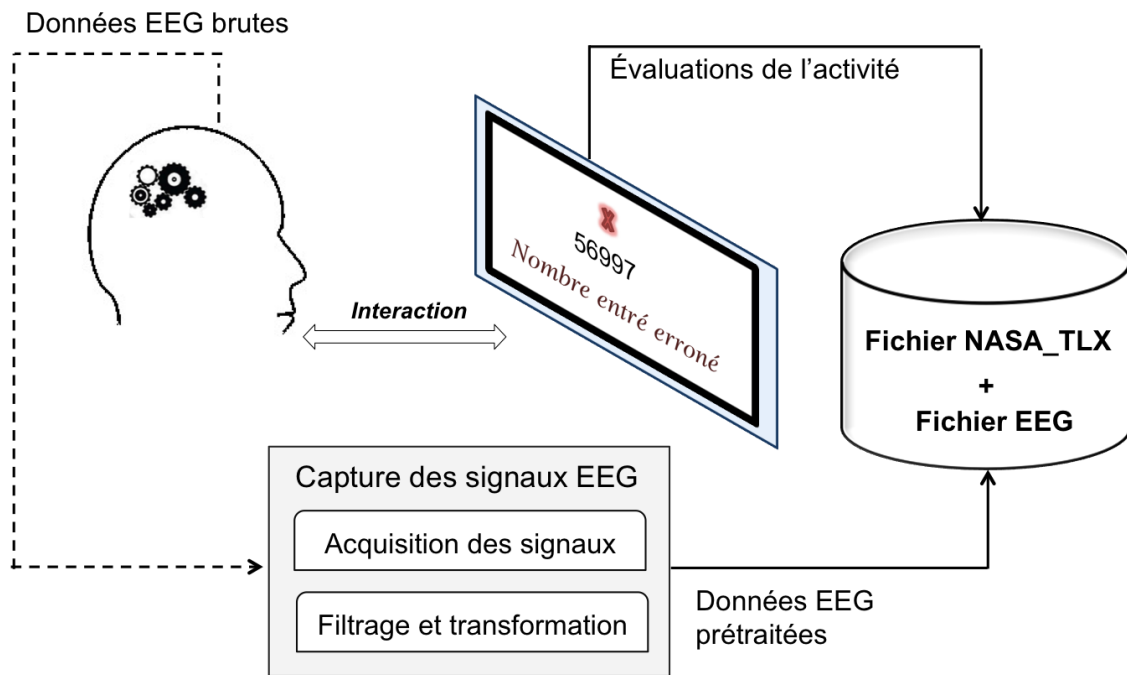 Données EEG brutes
Évaluations de l’activité
X
56997
Nombre entré erroné
Interaction
Fichier NASA_TLX
+
Fichier EEG
Capture des signaux EEG
Acquisition des signaux
Filtrage et transformation
Données EEG
prétraitées